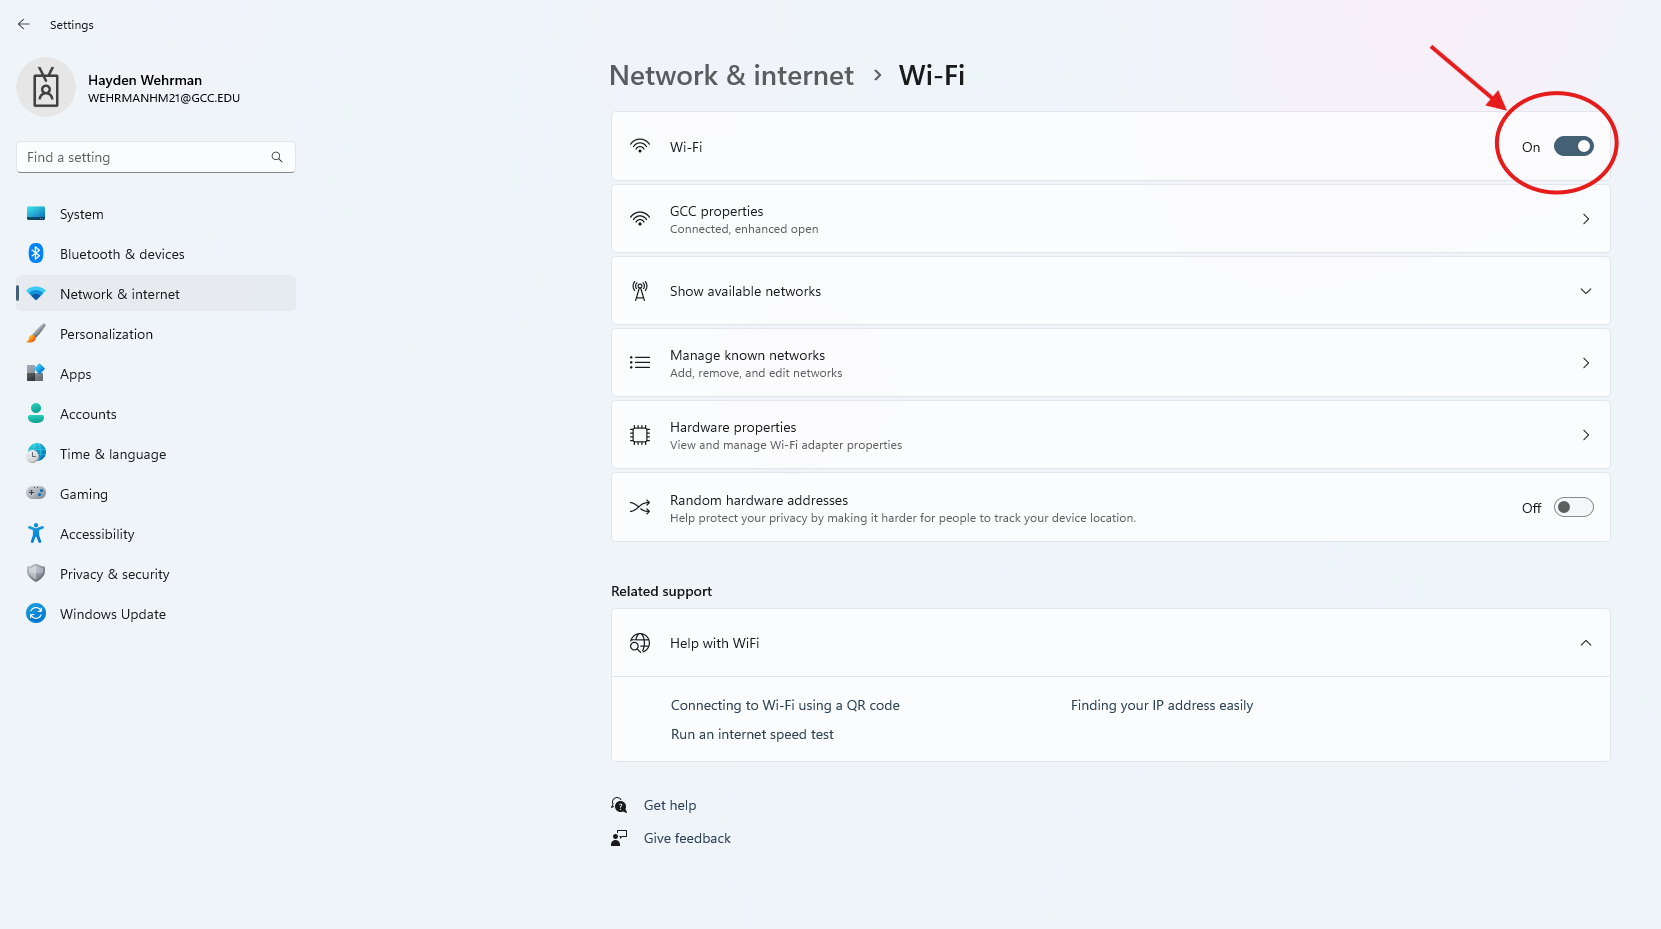 Settings
Hayden Wehrman
WEHRMANHM21@GCC.EDU
Find a setting
System
Bluetooth & devices
Network & internet
Personalization
Apps
Accounts
Time & language
Gaming
Accessibility
Privacy & security
Windows Update
Network & internet > Wi-Fi
Wi-Fi
On
GCC properties
Connected, enhanced open
Show available networks
Manage known networks
Add, remove, and edit networks
Hardware properties
View and manage Wi-Fi adapter properties
Random hardware addresses
Help protect your privacy by making it harder for people to track your device location.
Off
Related support
Help with WiFi
Connecting to Wi-Fi using a QR code
Finding your IP address easily
Run an internet speed test
Get help
Give feedback